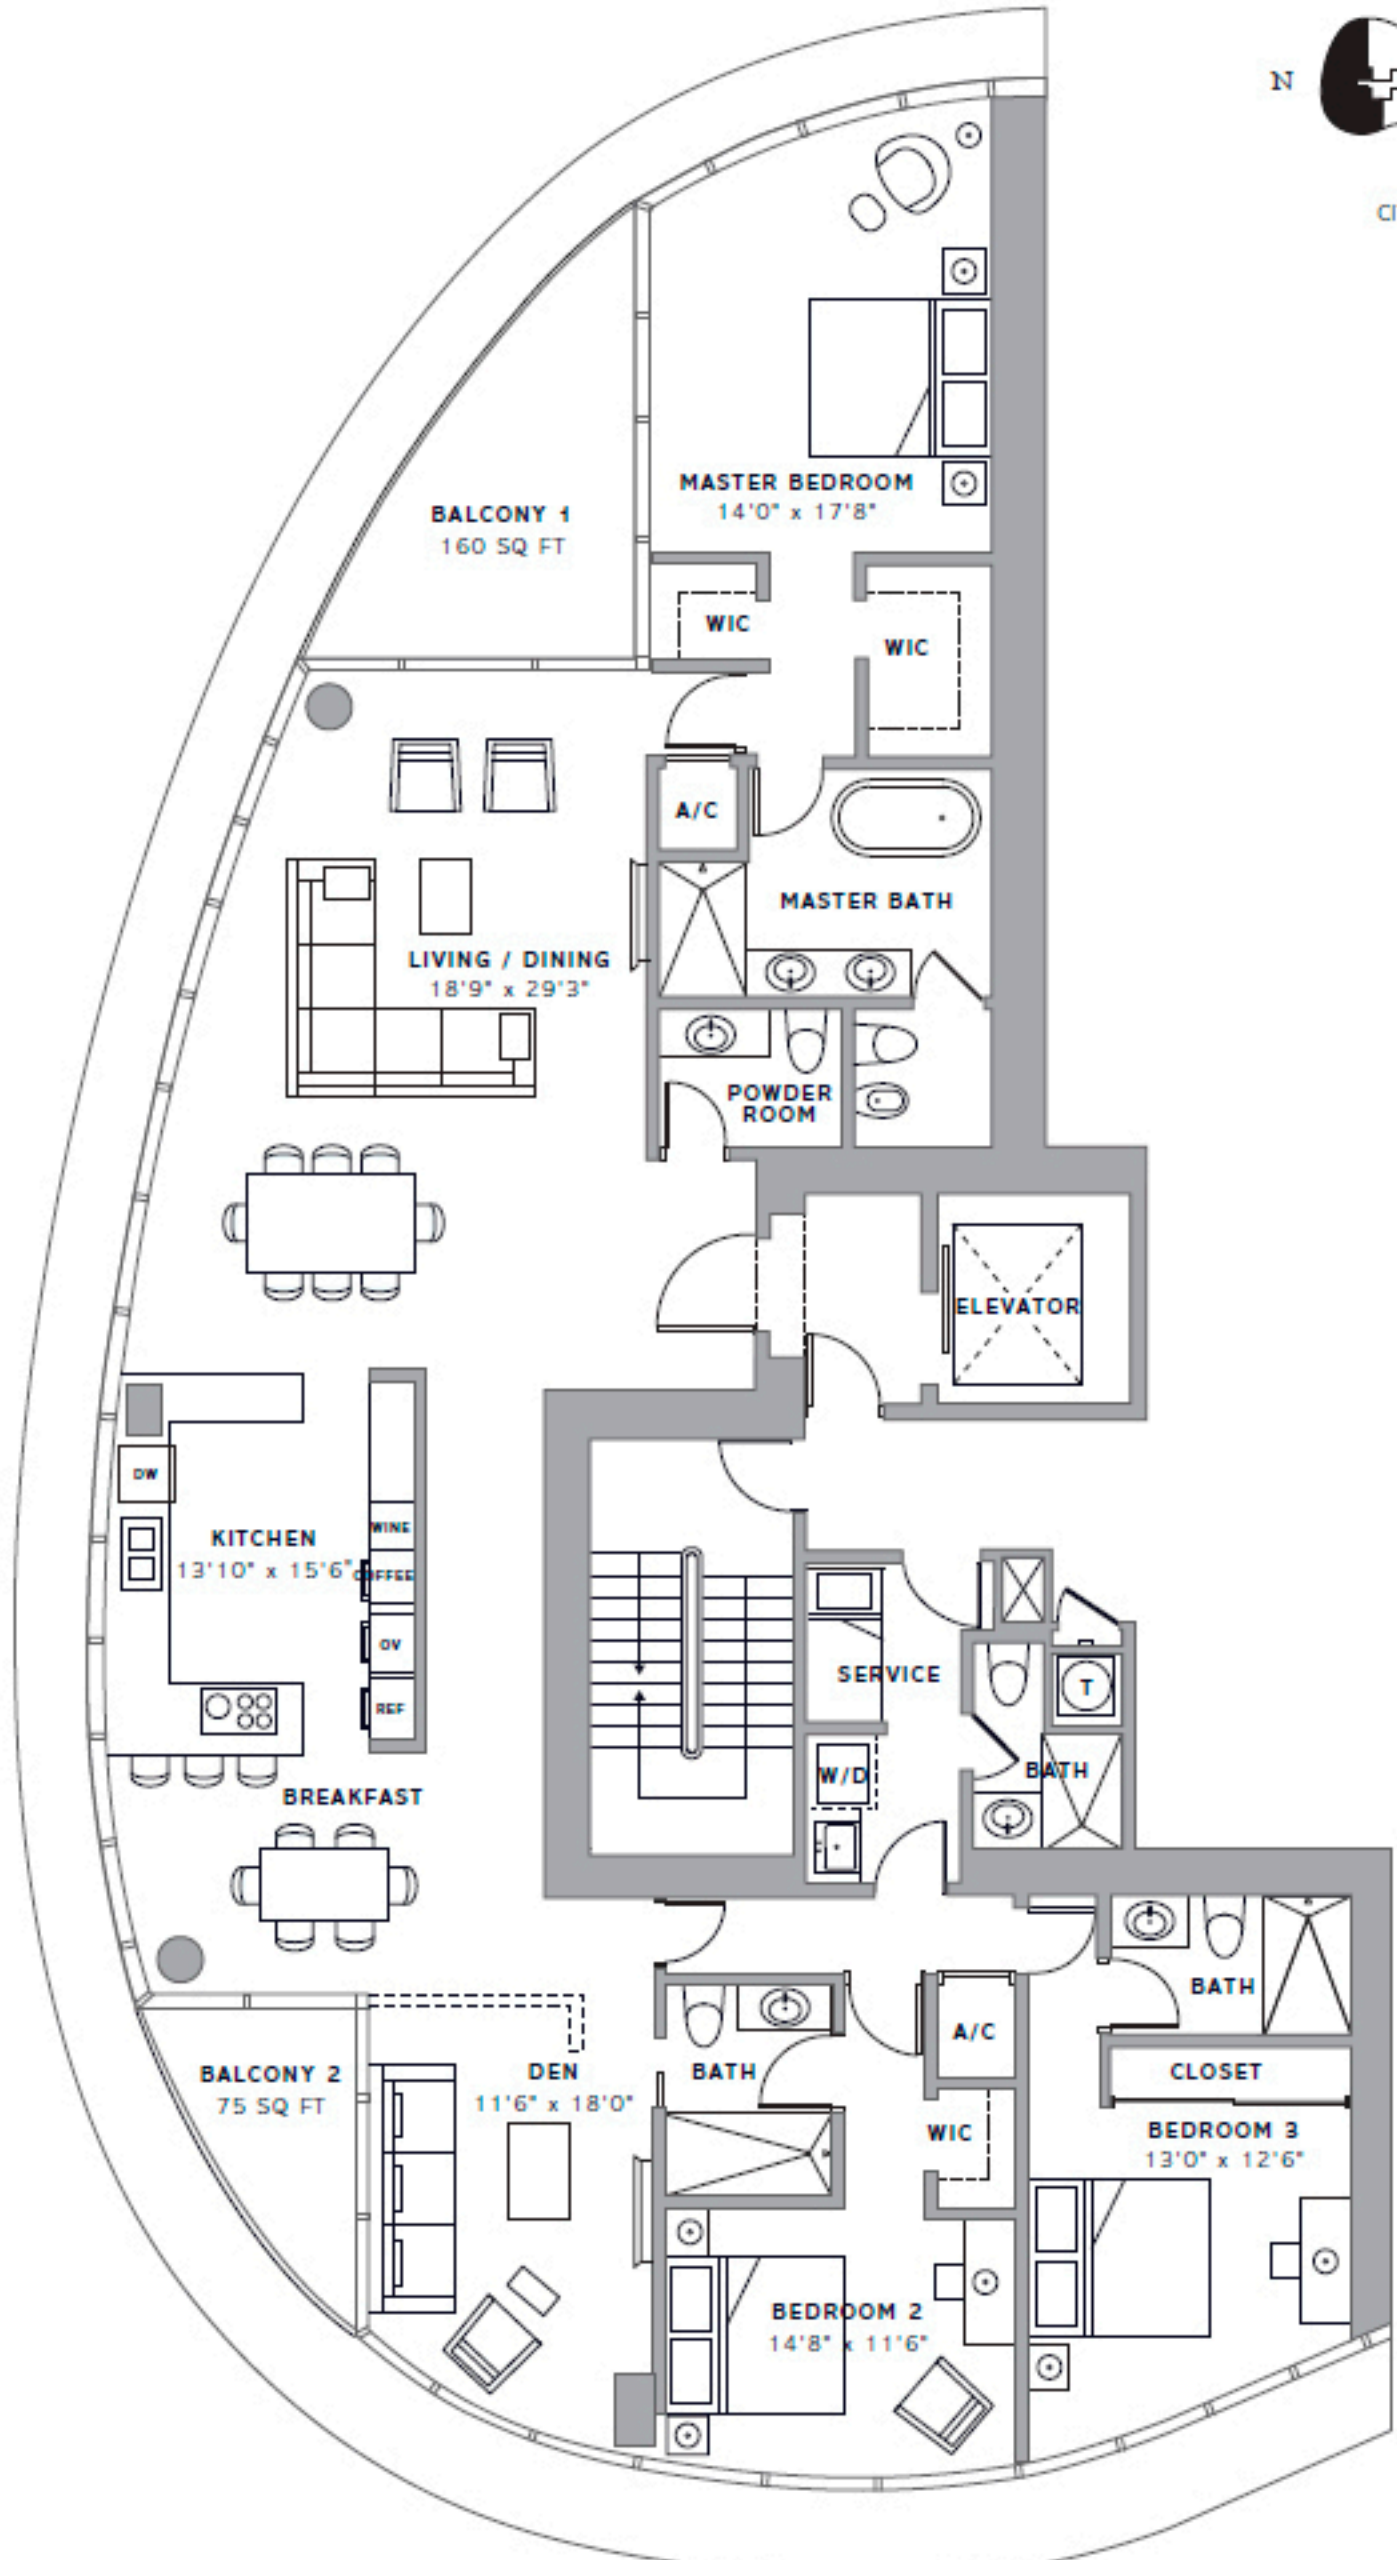 N
CI
MASTER BEDROOM
14'0" x 17'8"
BALCONY 1
160 SQ FT
WIC
WIC
A/C
MASTER BATH
LIVING / DINING
18'9" x 29'3"
POWDER
ROOM
ELEVATOR
DW
WINE
KITCHEN
13'10" x 15'6"
COFFEE
OV
SERVICE
T
REF
W/D
BATH
BREAKFAST
BATH
A/C
BALCONY 2
75 SQ FT
DEN
11'6" x 18'0"
BATH
CLOSET
WIC
BEDROOM 3
13'0" x 12'6"
BEDROOM 2
14'8" x 11'6"